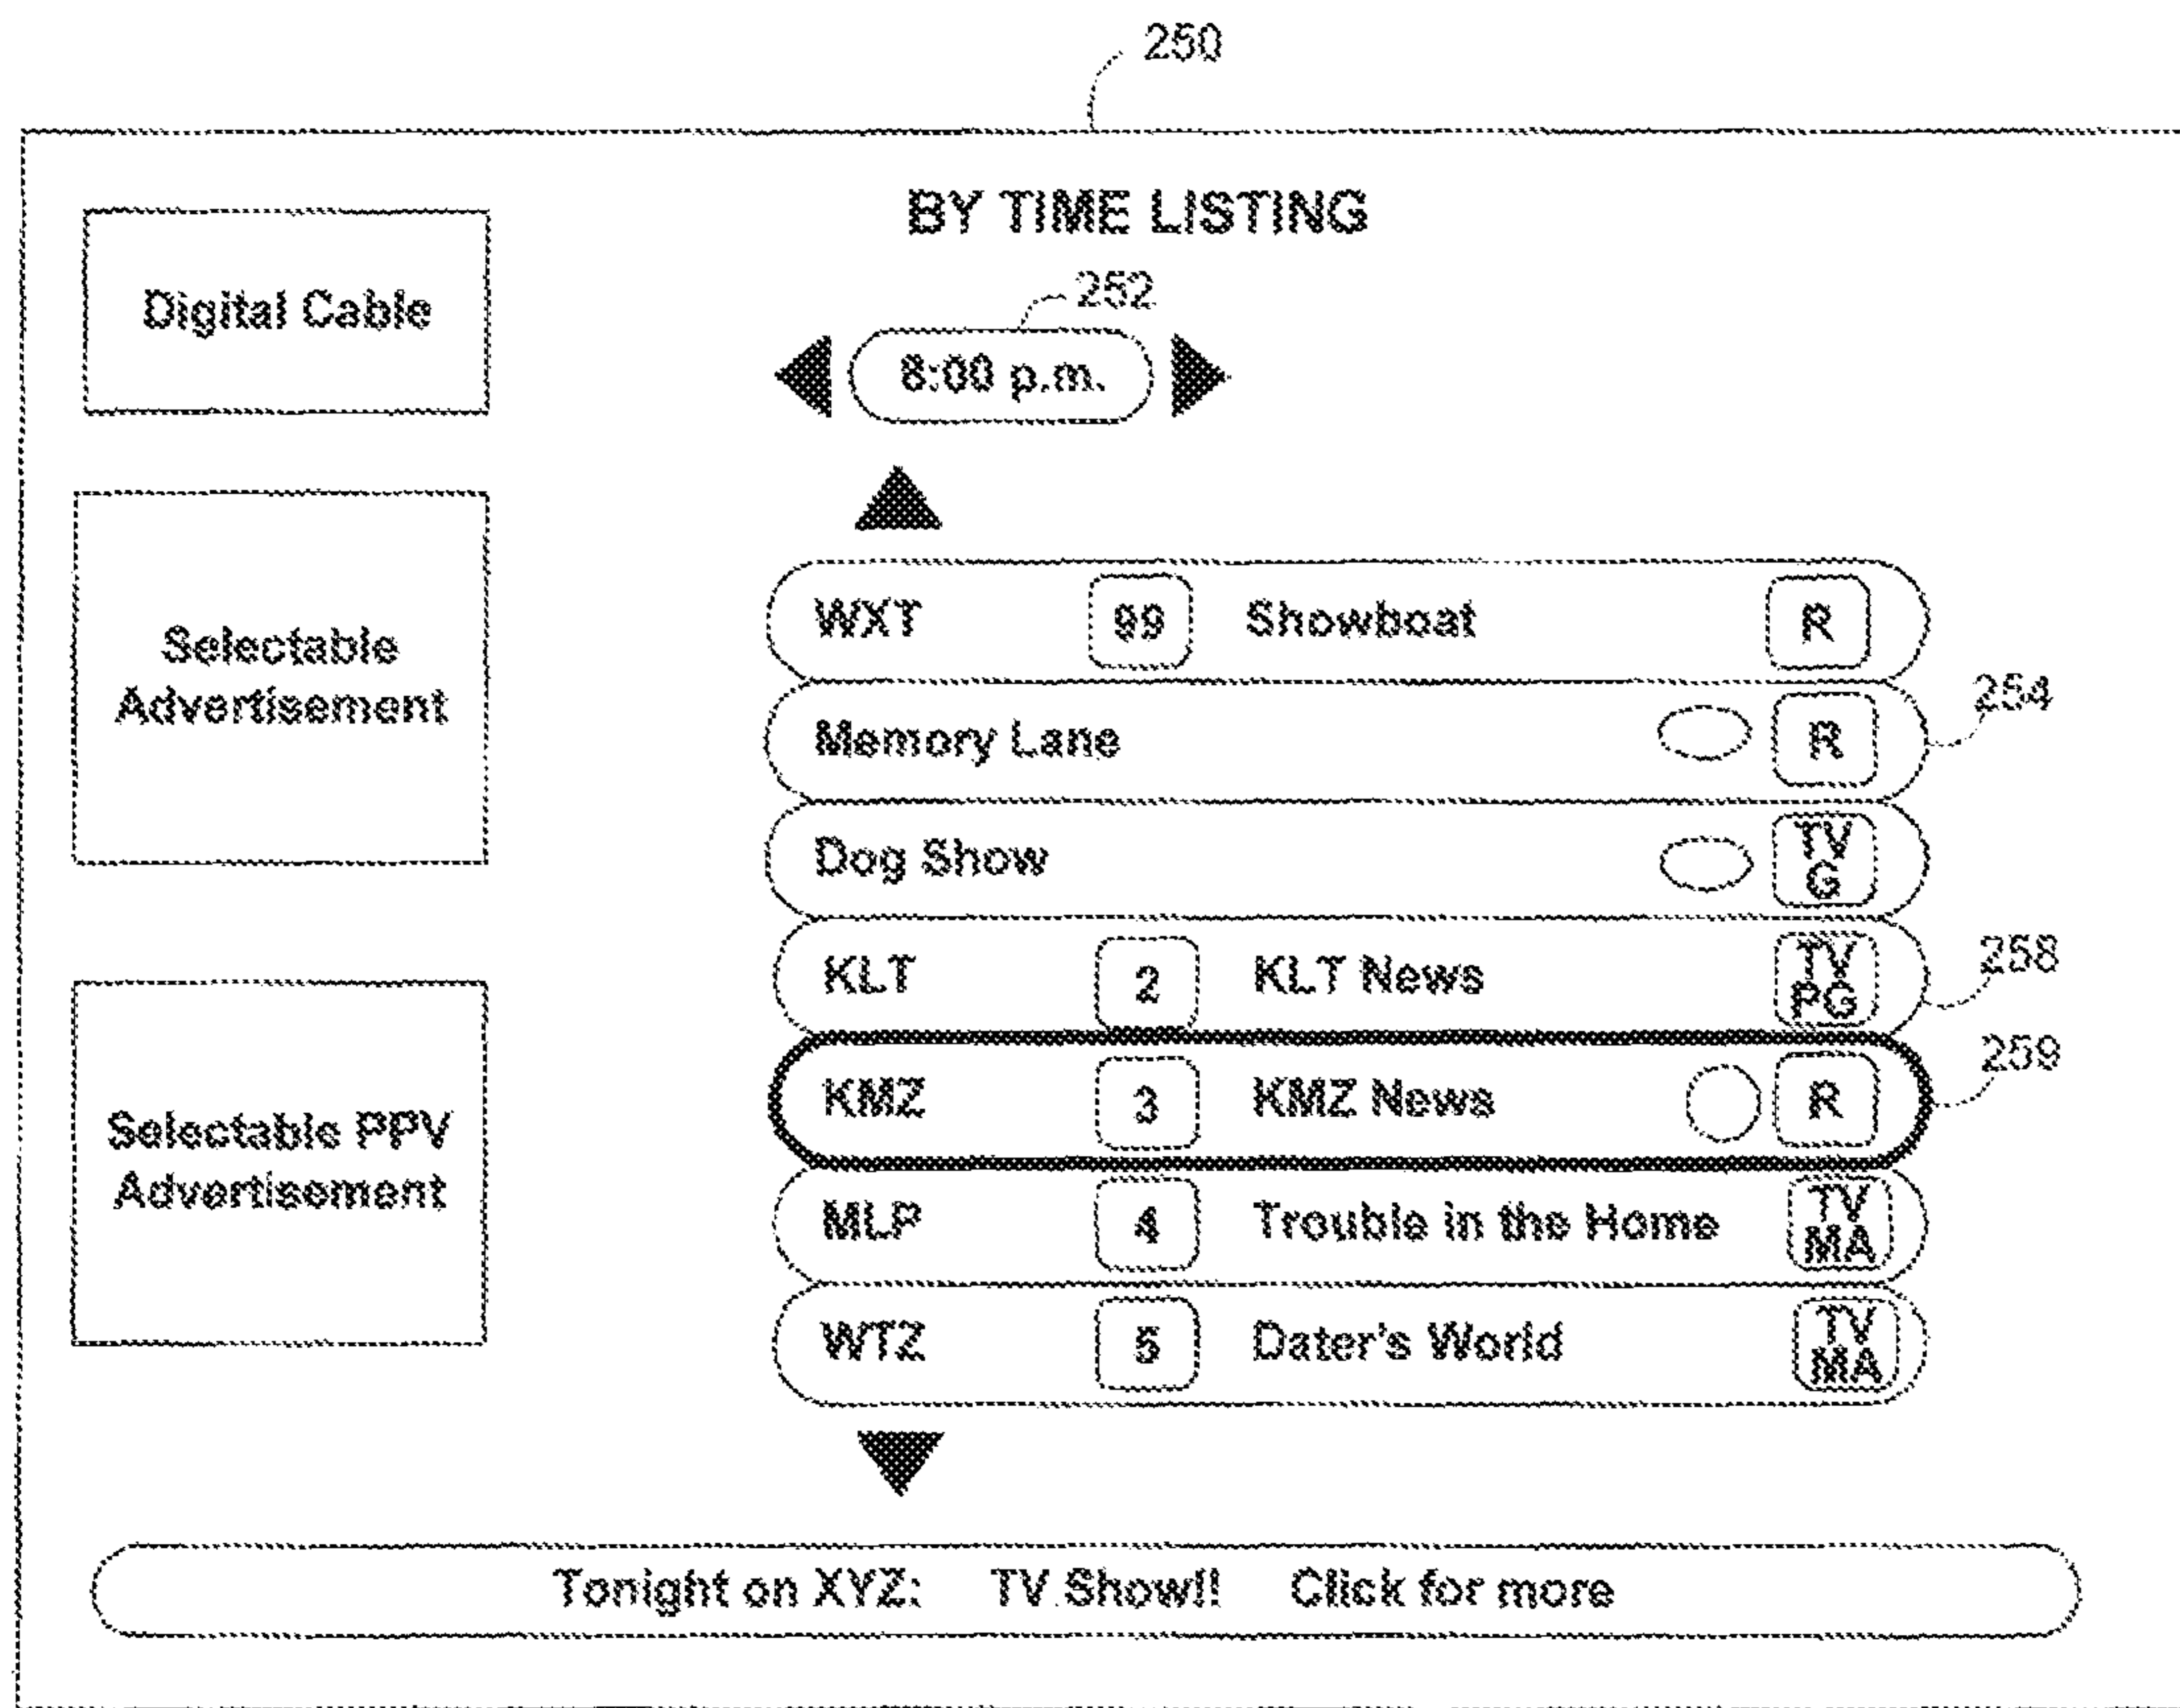 250
BY TIME LISTING
Digital Cable
252
8:00 p.m.
Selectable
Advertisement
WXT 99 Showboat R
254
Memory Lane R
Dog Show TV G
KLT 2 KLT News TV PG
258
KMZ 3 KMZ News R
259
Selectable PPV
Advertisement
MLP 4 Trouble in the Home TV MA
WTZ 5 Dater's World TV MA
Tonight on XYZ: TV Show!! Click for more